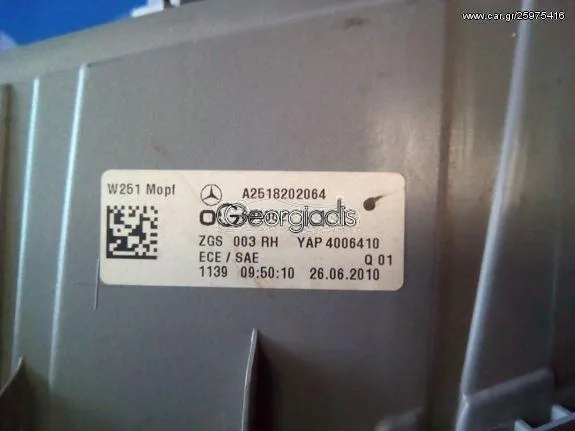 www.car.gr/25975416
W251 Mopf
A2518202064
Georgiadis
ZGS 003 RH YAP 4006410
ECE / SAE Q 01
1139 09:50:10 26.06.2010